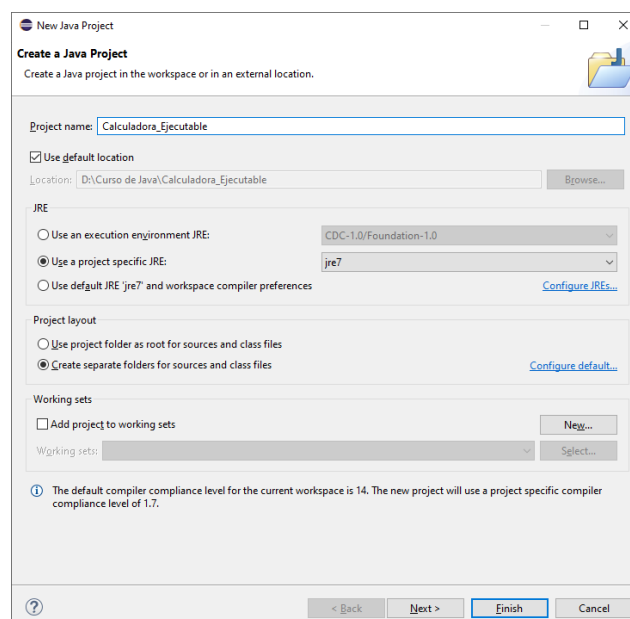 New Java Project
Create a Java Project
Create a Java project in the workspace or in an external location.
Project name: Calculadora_Ejecutable
Use default location
Location: D:\Curso de Java\Calculadora_Ejecutable Browse...
JRE
Use an execution environment JRE: CDC-1.0/Foundation-1.0
Use a project specific JRE: jre7
Use default JRE 'jre7' and workspace compiler preferences Configure JREs...
Project layout
Use project folder as root for sources and class files
Create separate folders for sources and class files Configure default...
Working sets
Add project to working sets New...
Working sets: Select...
The default compiler compliance level for the current workspace is 14. The new project will use a project specific compiler
compliance level of 1.7.
? < Back Next > Finish Cancel